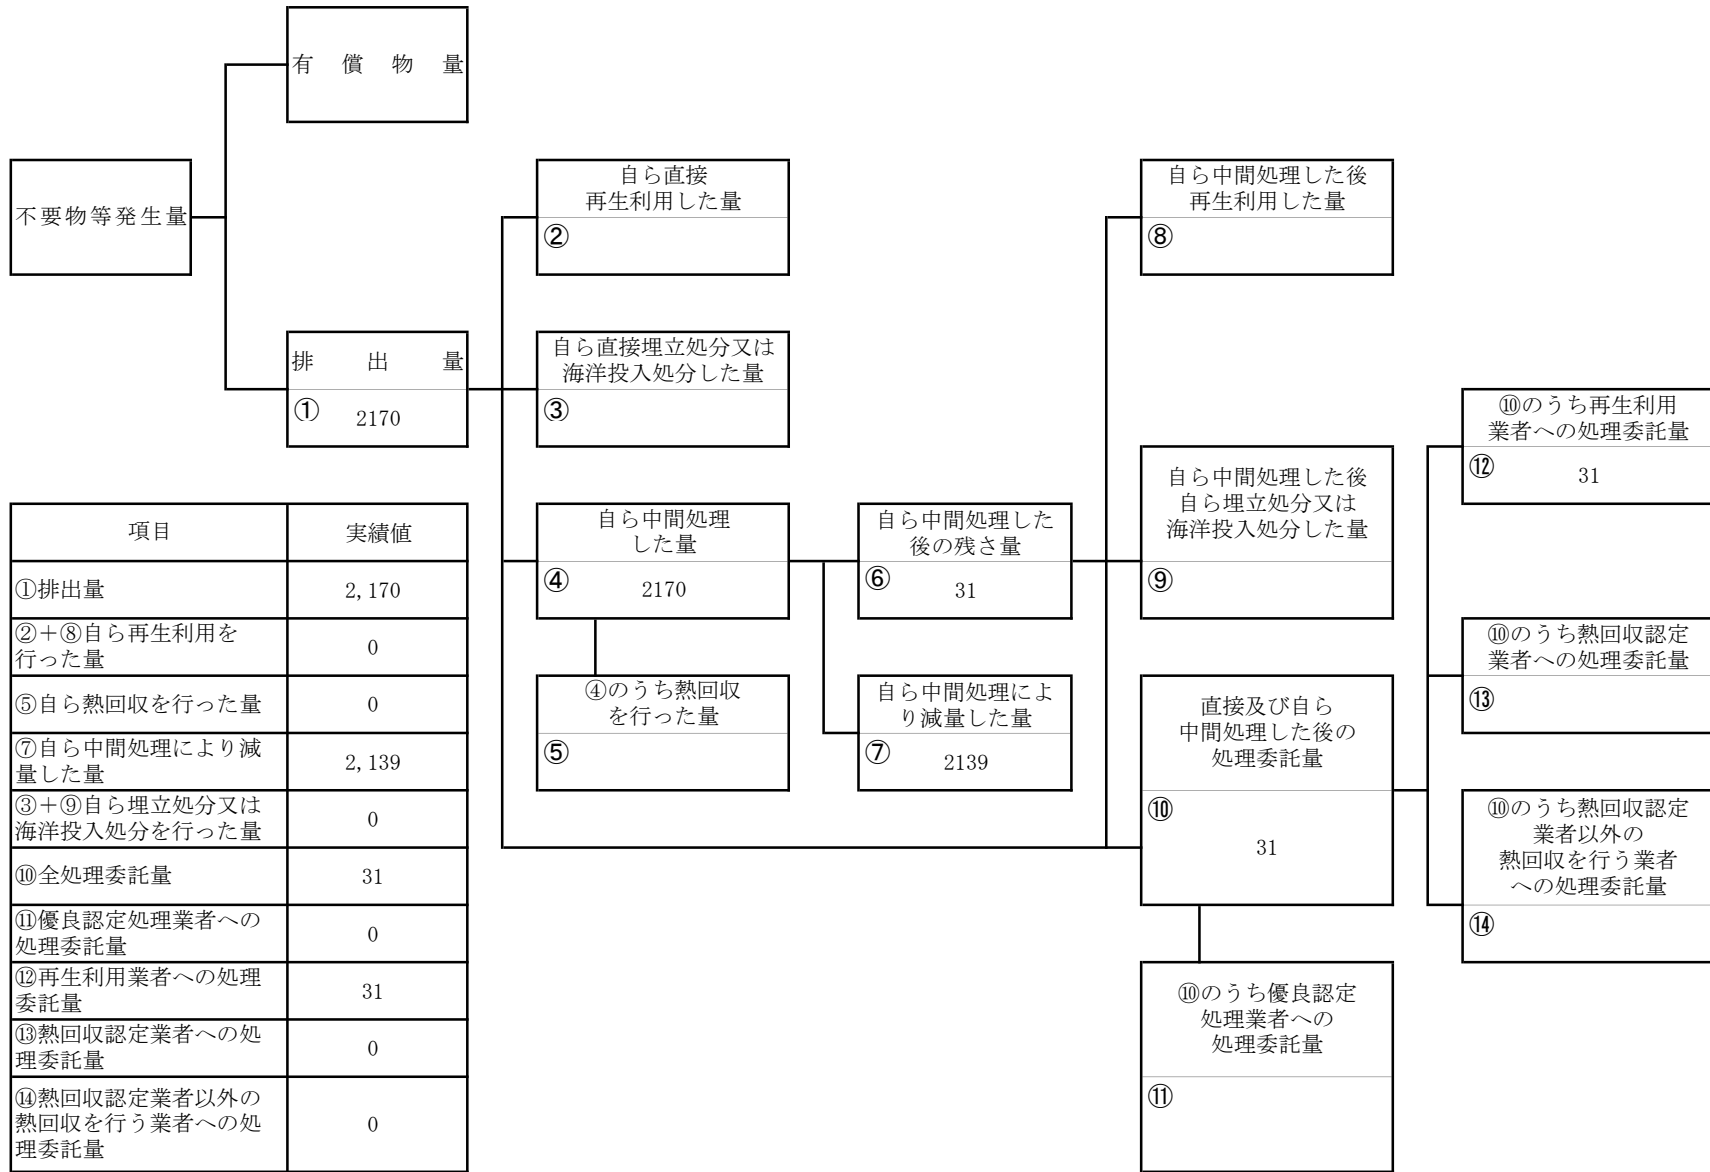 有償物量
不要物等発生量
排出量
① 2170
自ら直接
再生利用した量
②
自ら直接埋立処分又は
海洋投入処分した量
③
自ら中間処理
した量
④ 2170
④のうち熱回収
を行った量
⑤
自ら中間処理した
後の残さ量
⑥ 31
自ら中間処理によ
り減量した量
⑦ 2139
自ら中間処理した後
再生利用した量
⑧
自ら中間処理した後
自ら埋立処分又は
海洋投入処分した量
⑨
直接及び自ら
中間処理した後の
処理委託量
⑩
31
⑩のうち優良認定
処理業者への
処理委託量
⑪
⑩のうち再生利用
業者への処理委託量
⑫ 31
⑩のうち熱回収認定
業者への処理委託量
⑬
⑩のうち熱回収認定
業者以外の
熱回収を行う業者
への処理委託量
⑭
項目 実績値
①排出量 2,170
②+⑧自ら再生利用を
行った量 0
⑤自ら熱回収を行った量 0
⑦自ら中間処理により減
量した量 2,139
③+⑨自ら埋立処分又は
海洋投入処分を行った量 0
⑩全処理委託量 31
⑪優良認定処理業者への
処理委託量 0
⑫再生利用業者への処理
委託量 31
⑬熱回収認定業者への処
理委託量 0
⑭熱回収認定業者以外の
熱回収を行う業者への処
理委託量 0